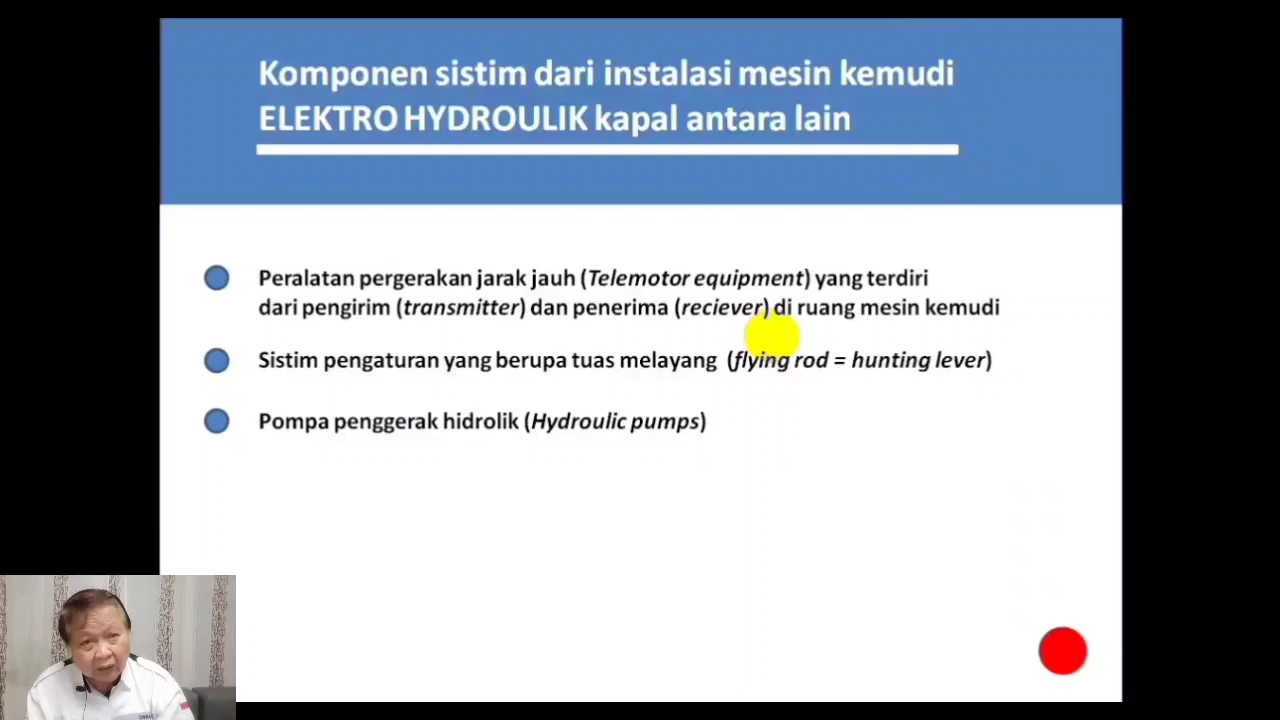 Komponen sistim dari instalasi mesin kemudi
ELEKTRO HYDROULIK kapal antara lain
Peralatan pergerakan jarak jauh (Telemotor equipment) yang terdiri
dari pengirim (transmitter) dan penerima (reciever) di ruang mesin kemudi
Sistim pengaturan yang berupa tuas melayang (flying rod = hunting lever)
Pompa penggerak hidrolik (Hydroulic pumps)